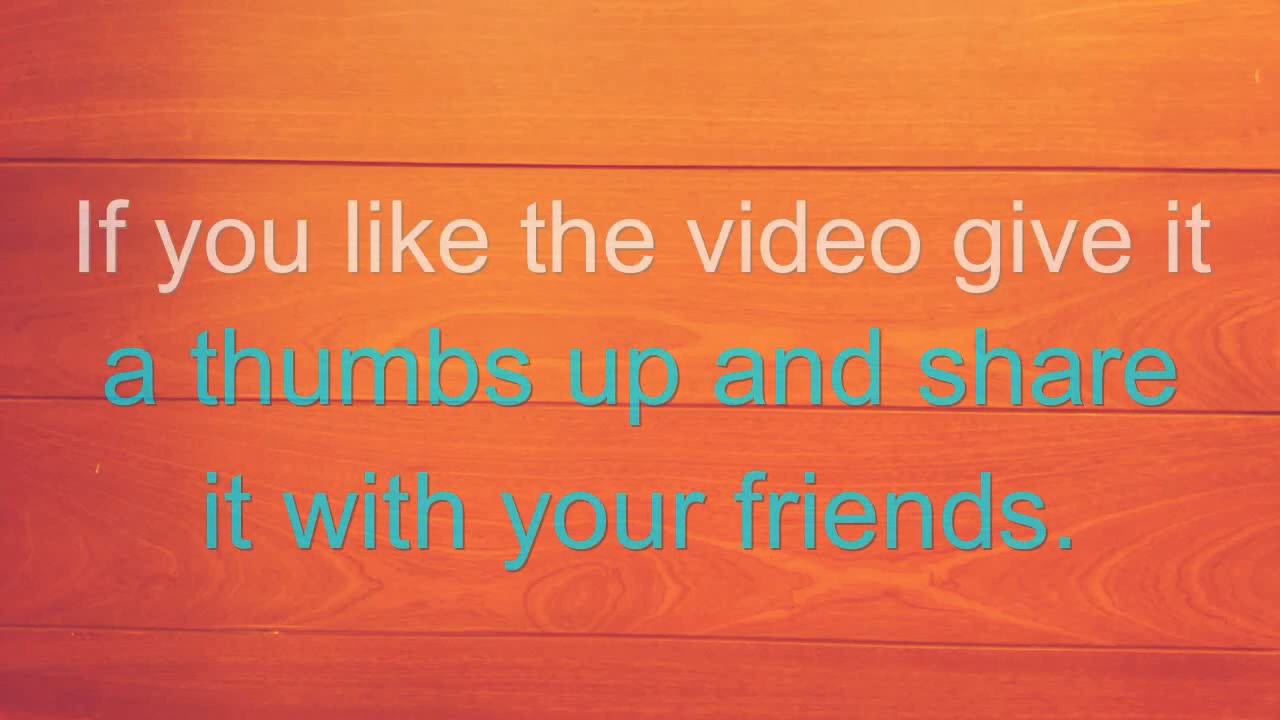 If you like the video give it
a thumbs up and share
it with your friends.